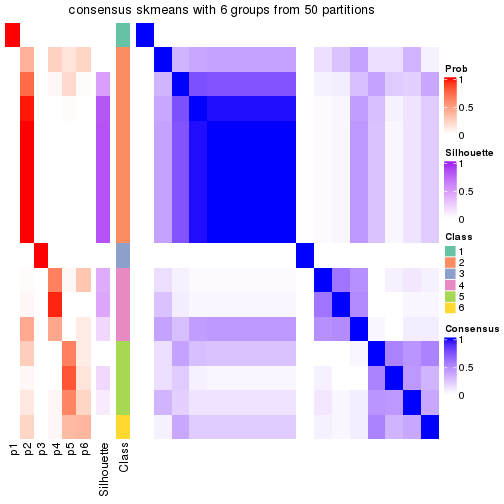 consensus skmeans with 6 groups from 50 partitions
Prob
1
0.5
0
Silhouette
1
0.5
0
Class
1
2
3
4
5
6
Consensus
1
0.5
0
p1
p2
p3
p4
p5
p6
Silhouette
Class